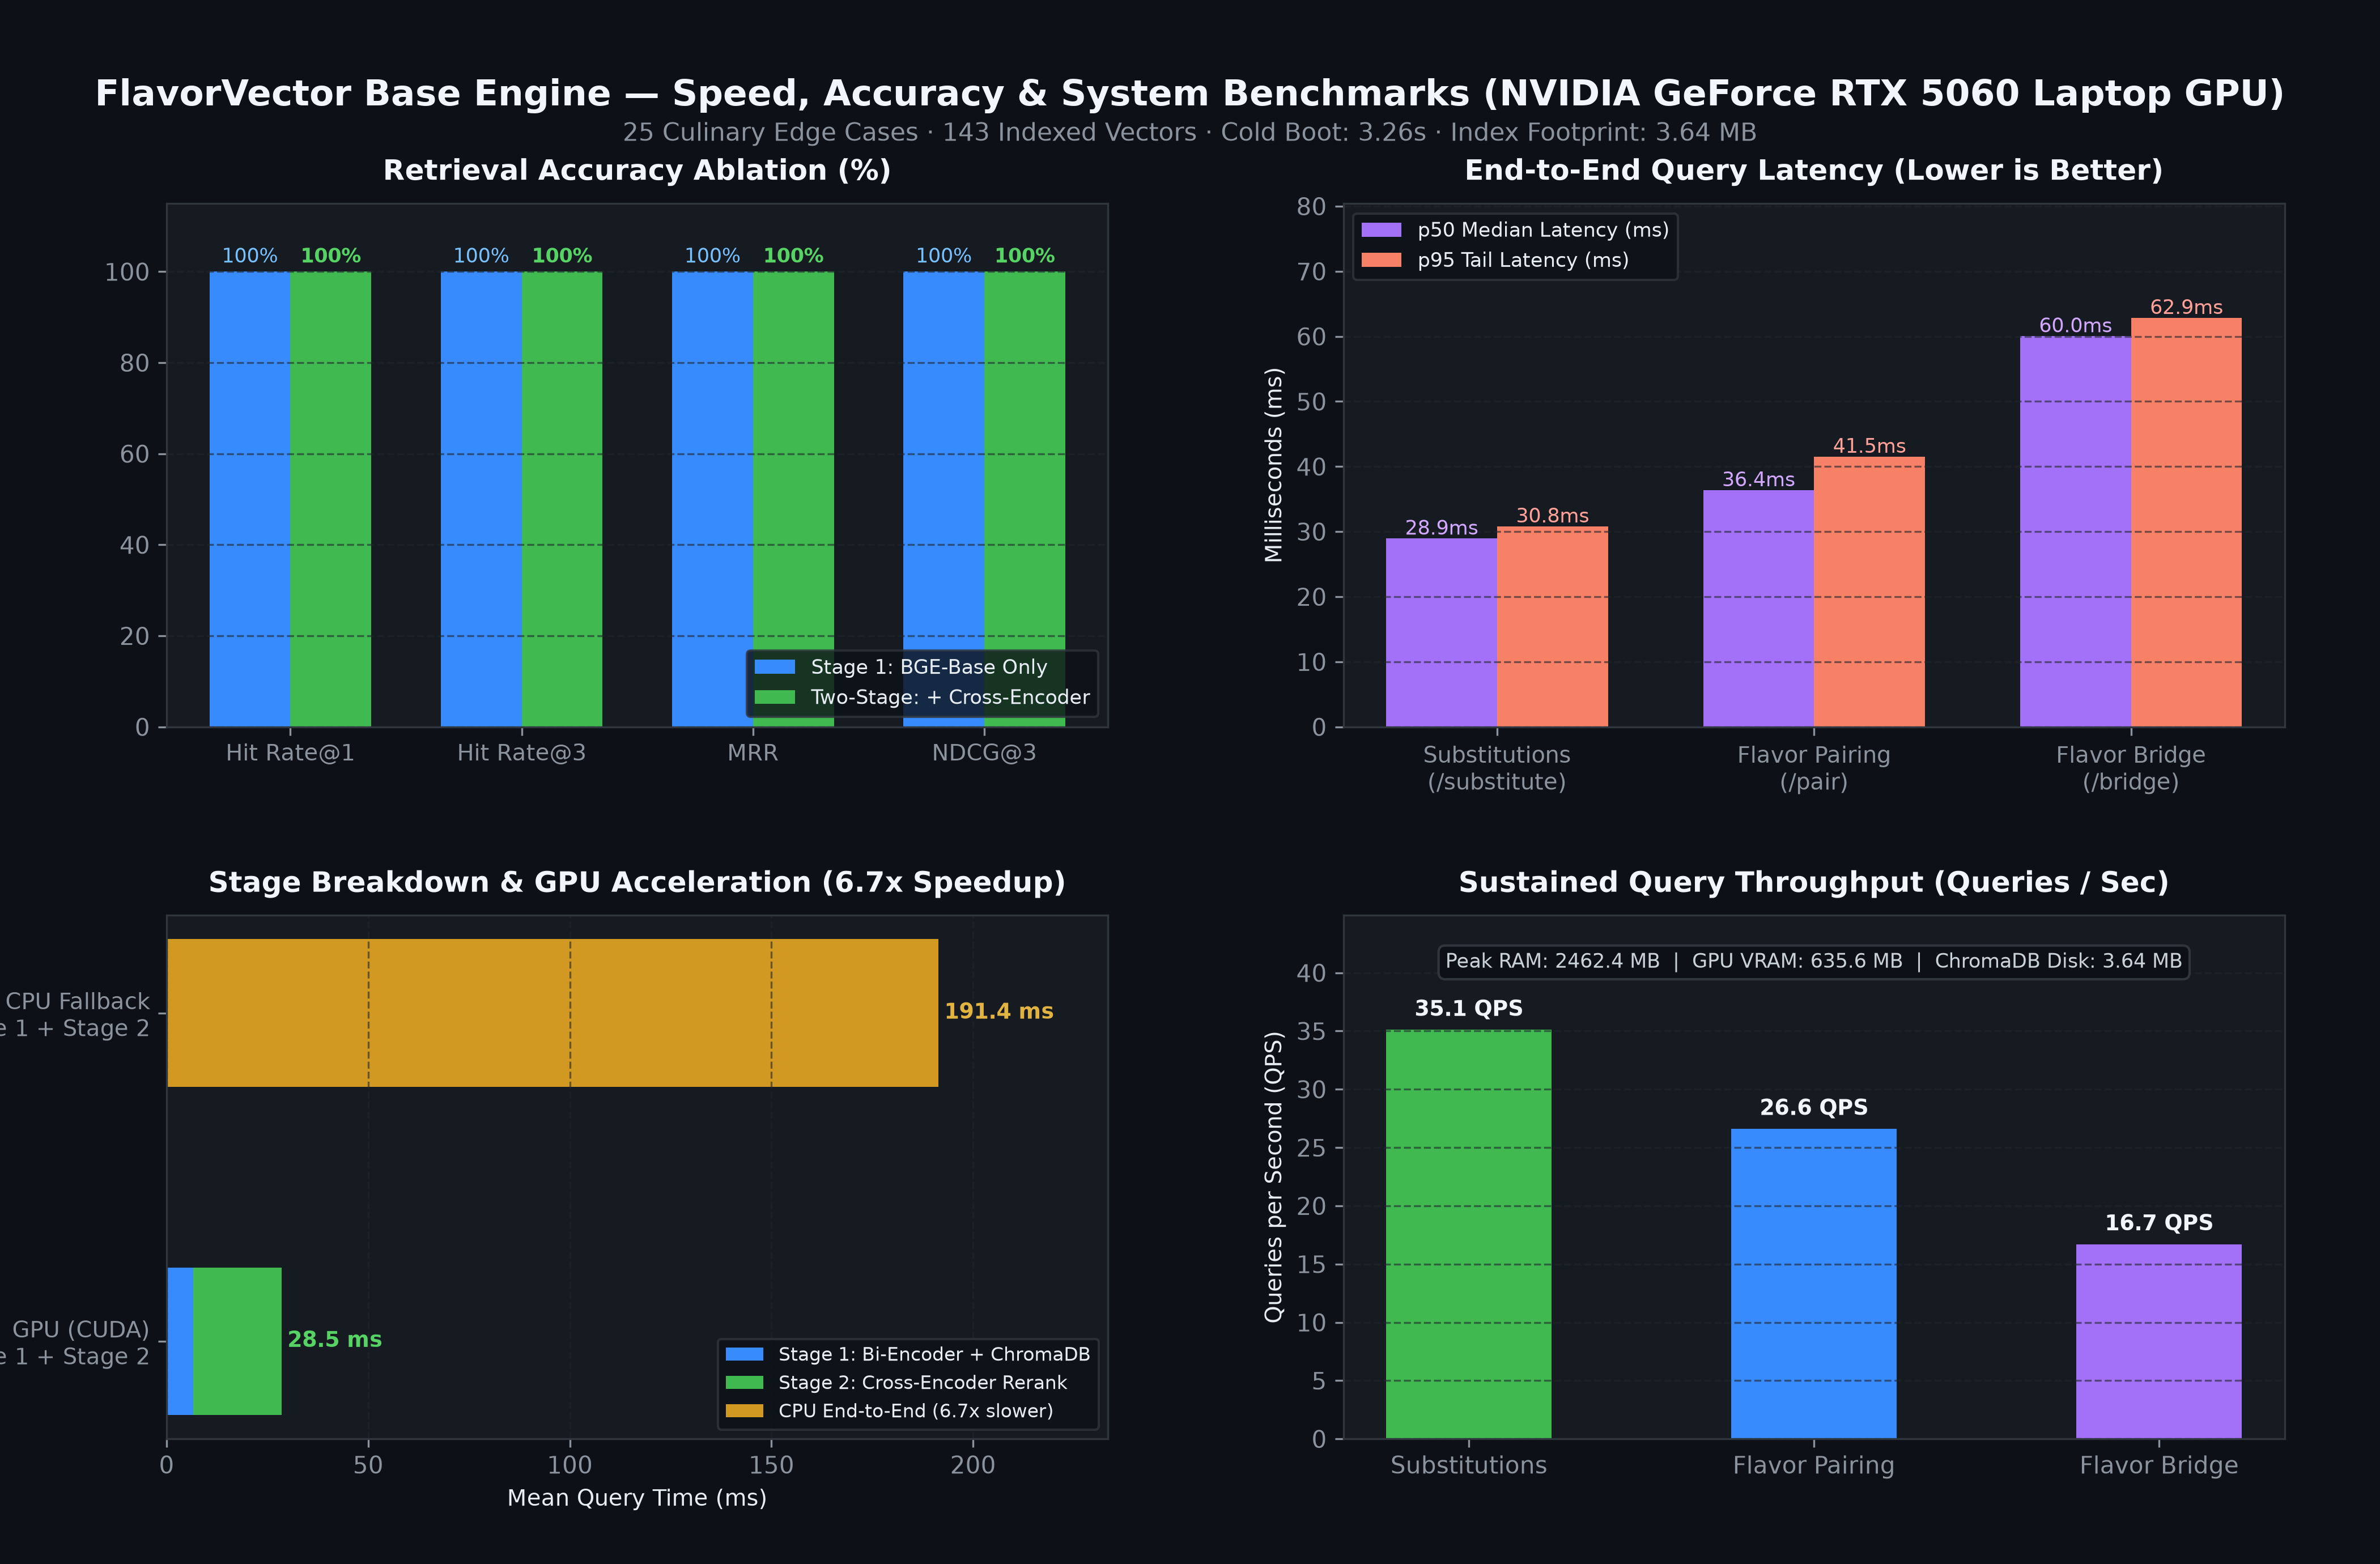 FlavorVector Base Engine — Speed, Accuracy & System Benchmarks (NVIDIA GeForce RTX 5060 Laptop GPU)
25 Culinary Edge Cases · 143 Indexed Vectors · Cold Boot: 3.26s · Index Footprint: 3.64 MB
Retrieval Accuracy Ablation (%)
100% 100% 100% 100% 100% 100% 100% 100%
100
80
60
40
20
0
Stage 1: BGE-Base Only
Two-Stage: + Cross-Encoder
Hit Rate@1 Hit Rate@3 MRR NDCG@3
End-to-End Query Latency (Lower is Better)
p50 Median Latency (ms)
p95 Tail Latency (ms)
Milliseconds (ms)
80
70
60
50
40
30
20
10
0
28.9ms 30.8ms 36.4ms 41.5ms 60.0ms 62.9ms
Substitutions Flavor Pairing Flavor Bridge
(/substitute) (/pair) (/bridge)
Stage Breakdown & GPU Acceleration (6.7x Speedup)
CPU Fallback
e 1 + Stage 2
191.4 ms
GPU (CUDA)
e 1 + Stage 2
28.5 ms
Stage 1: Bi-Encoder + ChromaDB
Stage 2: Cross-Encoder Rerank
CPU End-to-End (6.7x slower)
0 50 100 150 200
Mean Query Time (ms)
Sustained Query Throughput (Queries / Sec)
Peak RAM: 2462.4 MB | GPU VRAM: 635.6 MB | ChromaDB Disk: 3.64 MB
Queries per Second (QPS)
40
35
30
25
20
15
10
5
0
35.1 QPS
26.6 QPS
16.7 QPS
Substitutions Flavor Pairing Flavor Bridge